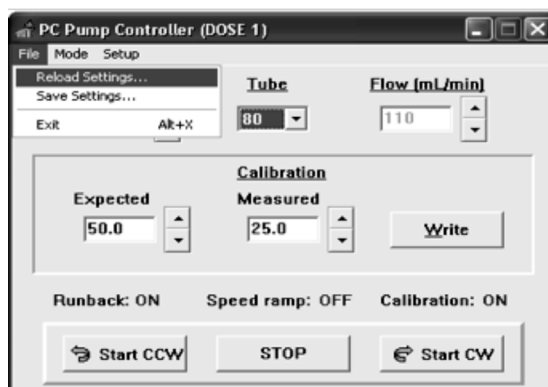 PC Pump Controller (DOSE 1)
File Mode Setup
Reload Settings...
Save Settings...
Exit Alt+X
Tube Flow (mL/min)
80 110
Calibration
Expected Measured
50.0 25.0 Write
Runback: ON Speed ramp: OFF Calibration: ON
Start CCW STOP Start CW